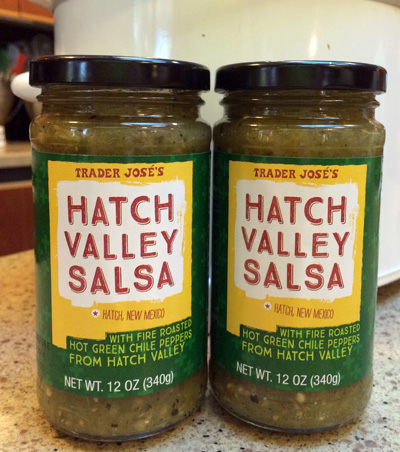 TRADER JOSÉ'S
HATCH
VALLEY
SALSA
HATCH, NEW MEXICO
WITH FIRE ROASTED
HOT GREEN CHILE PEPPERS
FROM HATCH VALLEY
NET WT. 12 OZ (340g)
TRADER JOSÉ'S
HATCH
VALLEY
SALSA
HATCH, NEW MEXICO
WITH FIRE ROASTED
HOT GREEN CHILE PEPPERS
FROM HATCH VALLEY
NET WT. 12 OZ (340g)